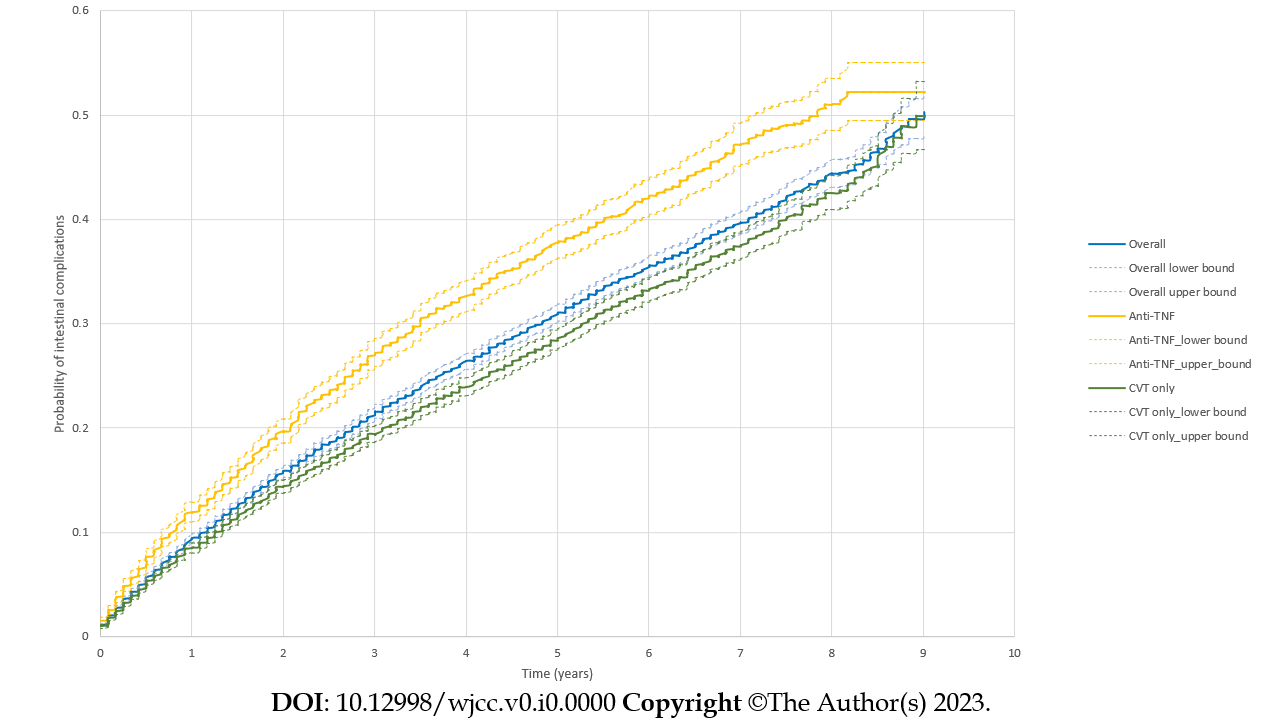 0.6
0.5
0.4
0.3
0.2
0.1
0
Probability of intestinal complications
0 1 2 3 4 5 6 7 8 9 10
Time (years)
Overall
Overall lower bound
Overall upper bound
Anti-TNF
Anti-TNF_lower bound
Anti-TNF_upper_bound
CVT only
CVT only_lower bound
CVT only_upper bound
DOI: 10.12998/wjcc.v0.i0.0000 Copyright ©The Author(s) 2023.